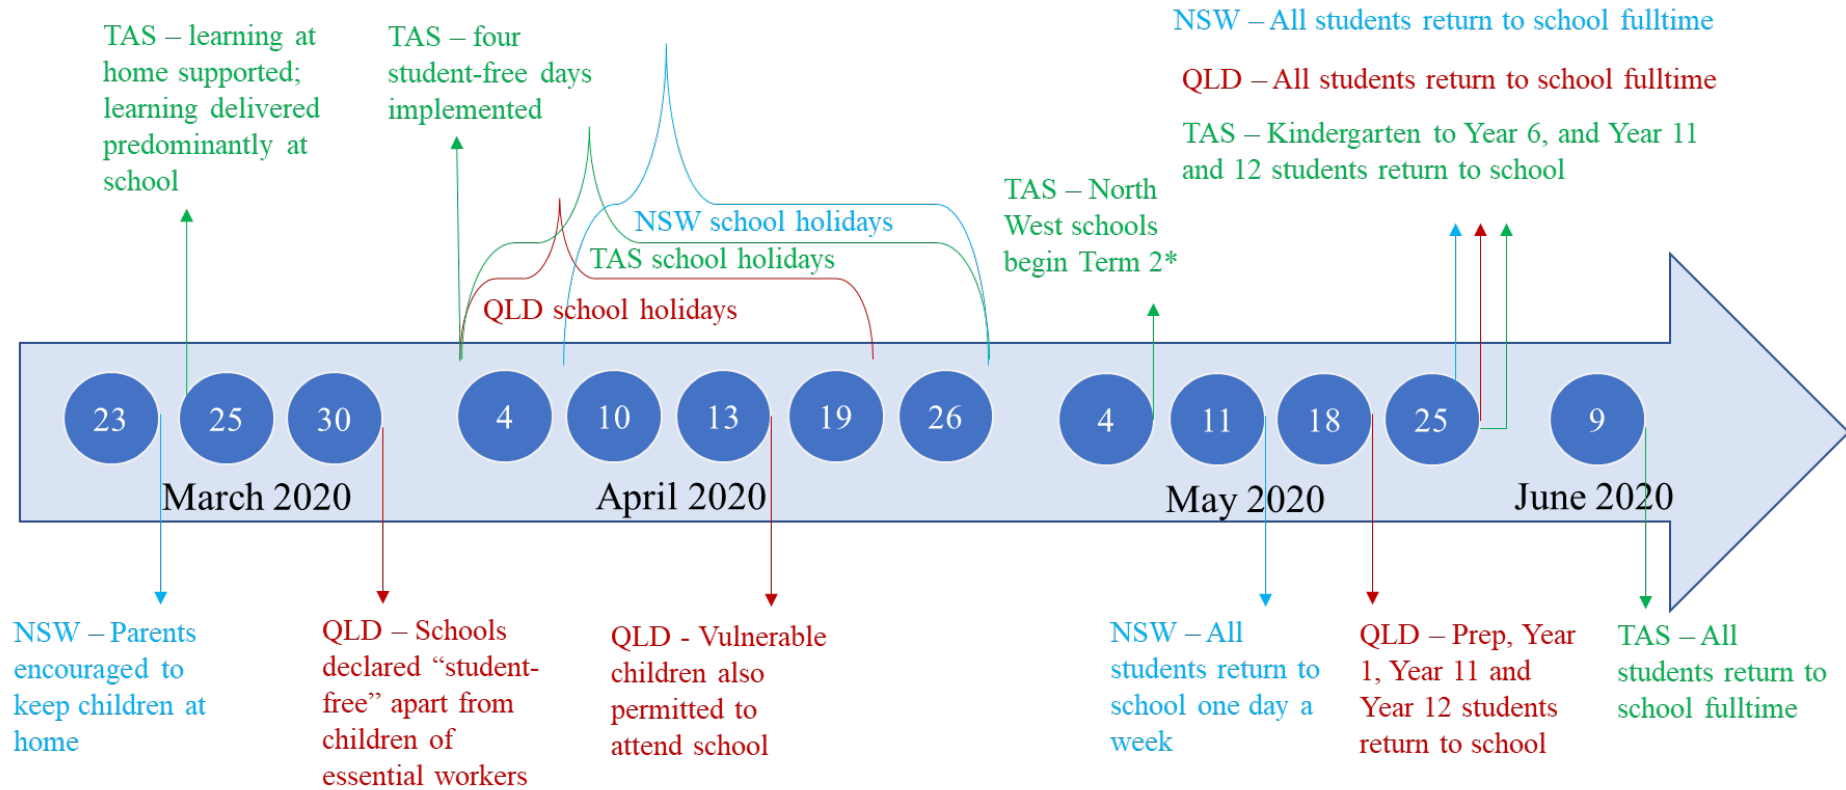 TAS – learning at
home supported;
learning delivered
predominantly at
school
TAS – four
student-free days
implemented
NSW school holidays
TAS school holidays
QLD school holidays
TAS – North
West schools
begin Term 2*
NSW – All students return to school fulltime
QLD – All students return to school fulltime
TAS – Kindergarten to Year 6, and Year 11
and 12 students return to school
23
25
30
4
10
13
19
26
4
11
18
25
9
March 2020
April 2020
May 2020
June 2020
NSW – Parents
encouraged to
keep children at
home
QLD – Schools
declared “student-
free” apart from
children of
essential workers
QLD - Vulnerable
children also
permitted to
attend school
NSW – All
students return to
school one day a
week
QLD – Prep, Year
1, Year 11 and
Year 12 students
return to school
TAS – All
students return to
school fulltime